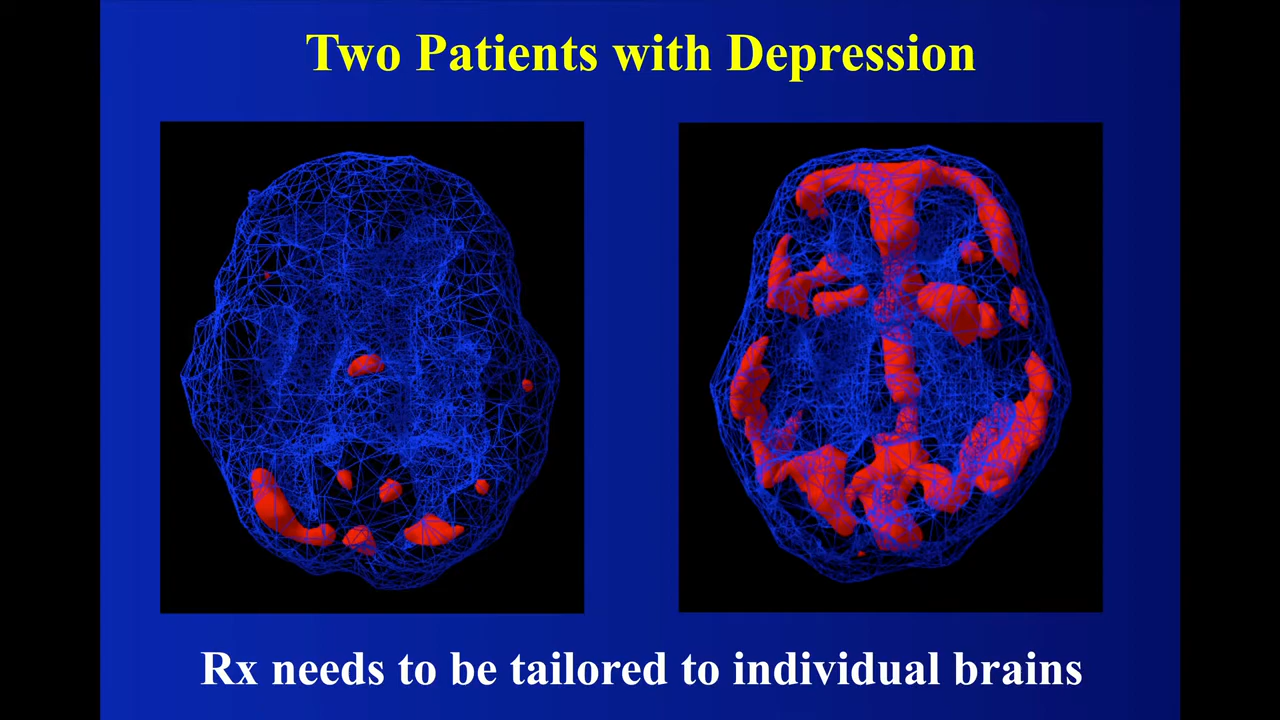 Two Patients with Depression
Rx needs to be tailored to individual brains